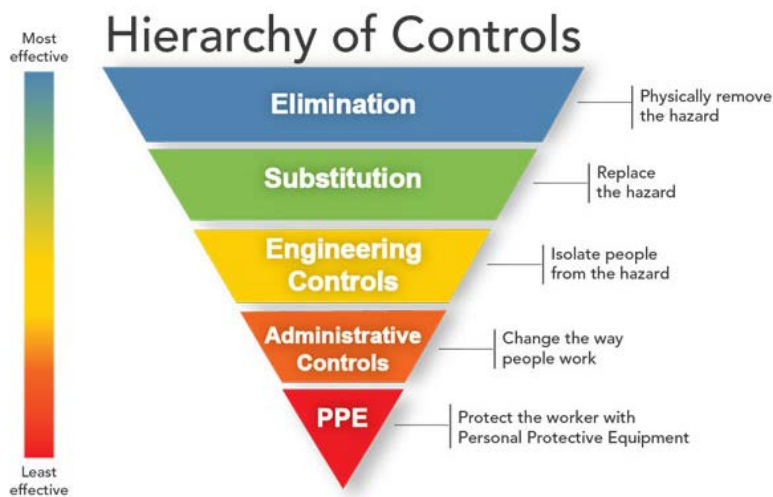 Hierarchy of Controls
Most
effective
Elimination
Physically remove
the hazard
Substitution
Replace
the hazard
Engineering
Controls
Isolate people
from the hazard
Administrative
Controls
Change the way
people work
PPE
Protect the worker with
Personal Protective Equipment
Least
effective